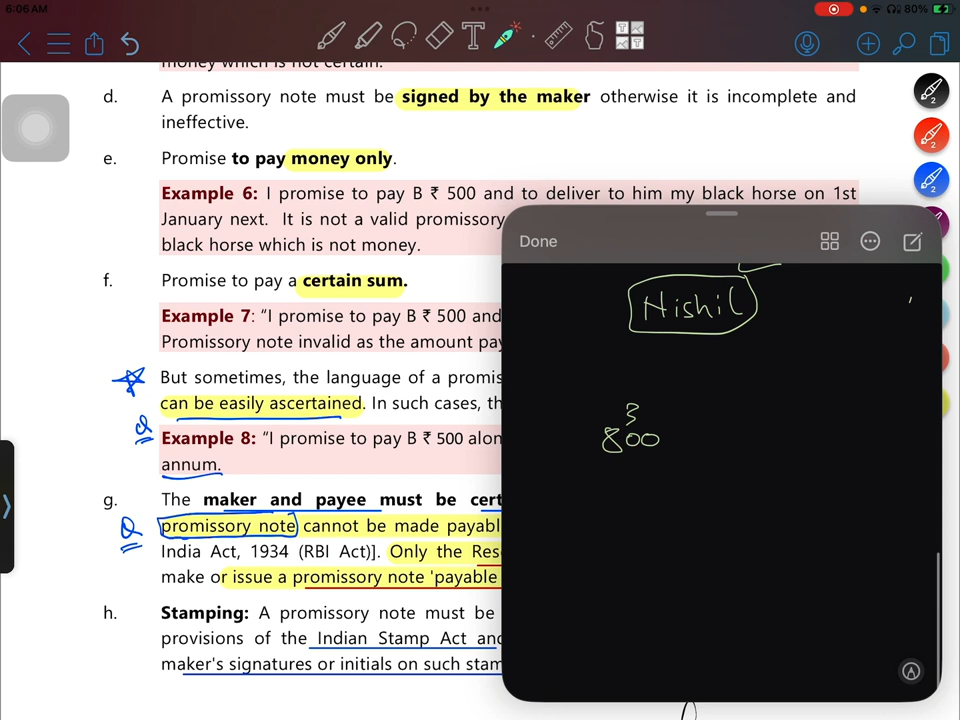 6:06 AM
80%
money which is not certain.
d. A promissory note must be signed by the maker otherwise it is incomplete and
ineffective.
e. Promise to pay money only.
Example 6: I promise to pay B ₹ 500 and to deliver to him my black horse on 1st
January next. It is not a valid promissory
black horse which is not money.
f. Promise to pay a certain sum.
Example 7: “I promise to pay B ₹ 500 and
Promissory note invalid as the amount pay
But sometimes, the language of a promis
can be easily ascertained. In such cases, th
Example 8: “I promise to pay B ₹ 500 alon
annum.
g. The maker and payee must be cert
promissory note cannot be made payabl
India Act, 1934 (RBI Act)]. Only the Res
make or issue a promissory note 'payable
h. Stamping: A promissory note must be
provisions of the Indian Stamp Act and
maker's signatures or initials on such stam
Done
Nishil
3
800
2
2
2